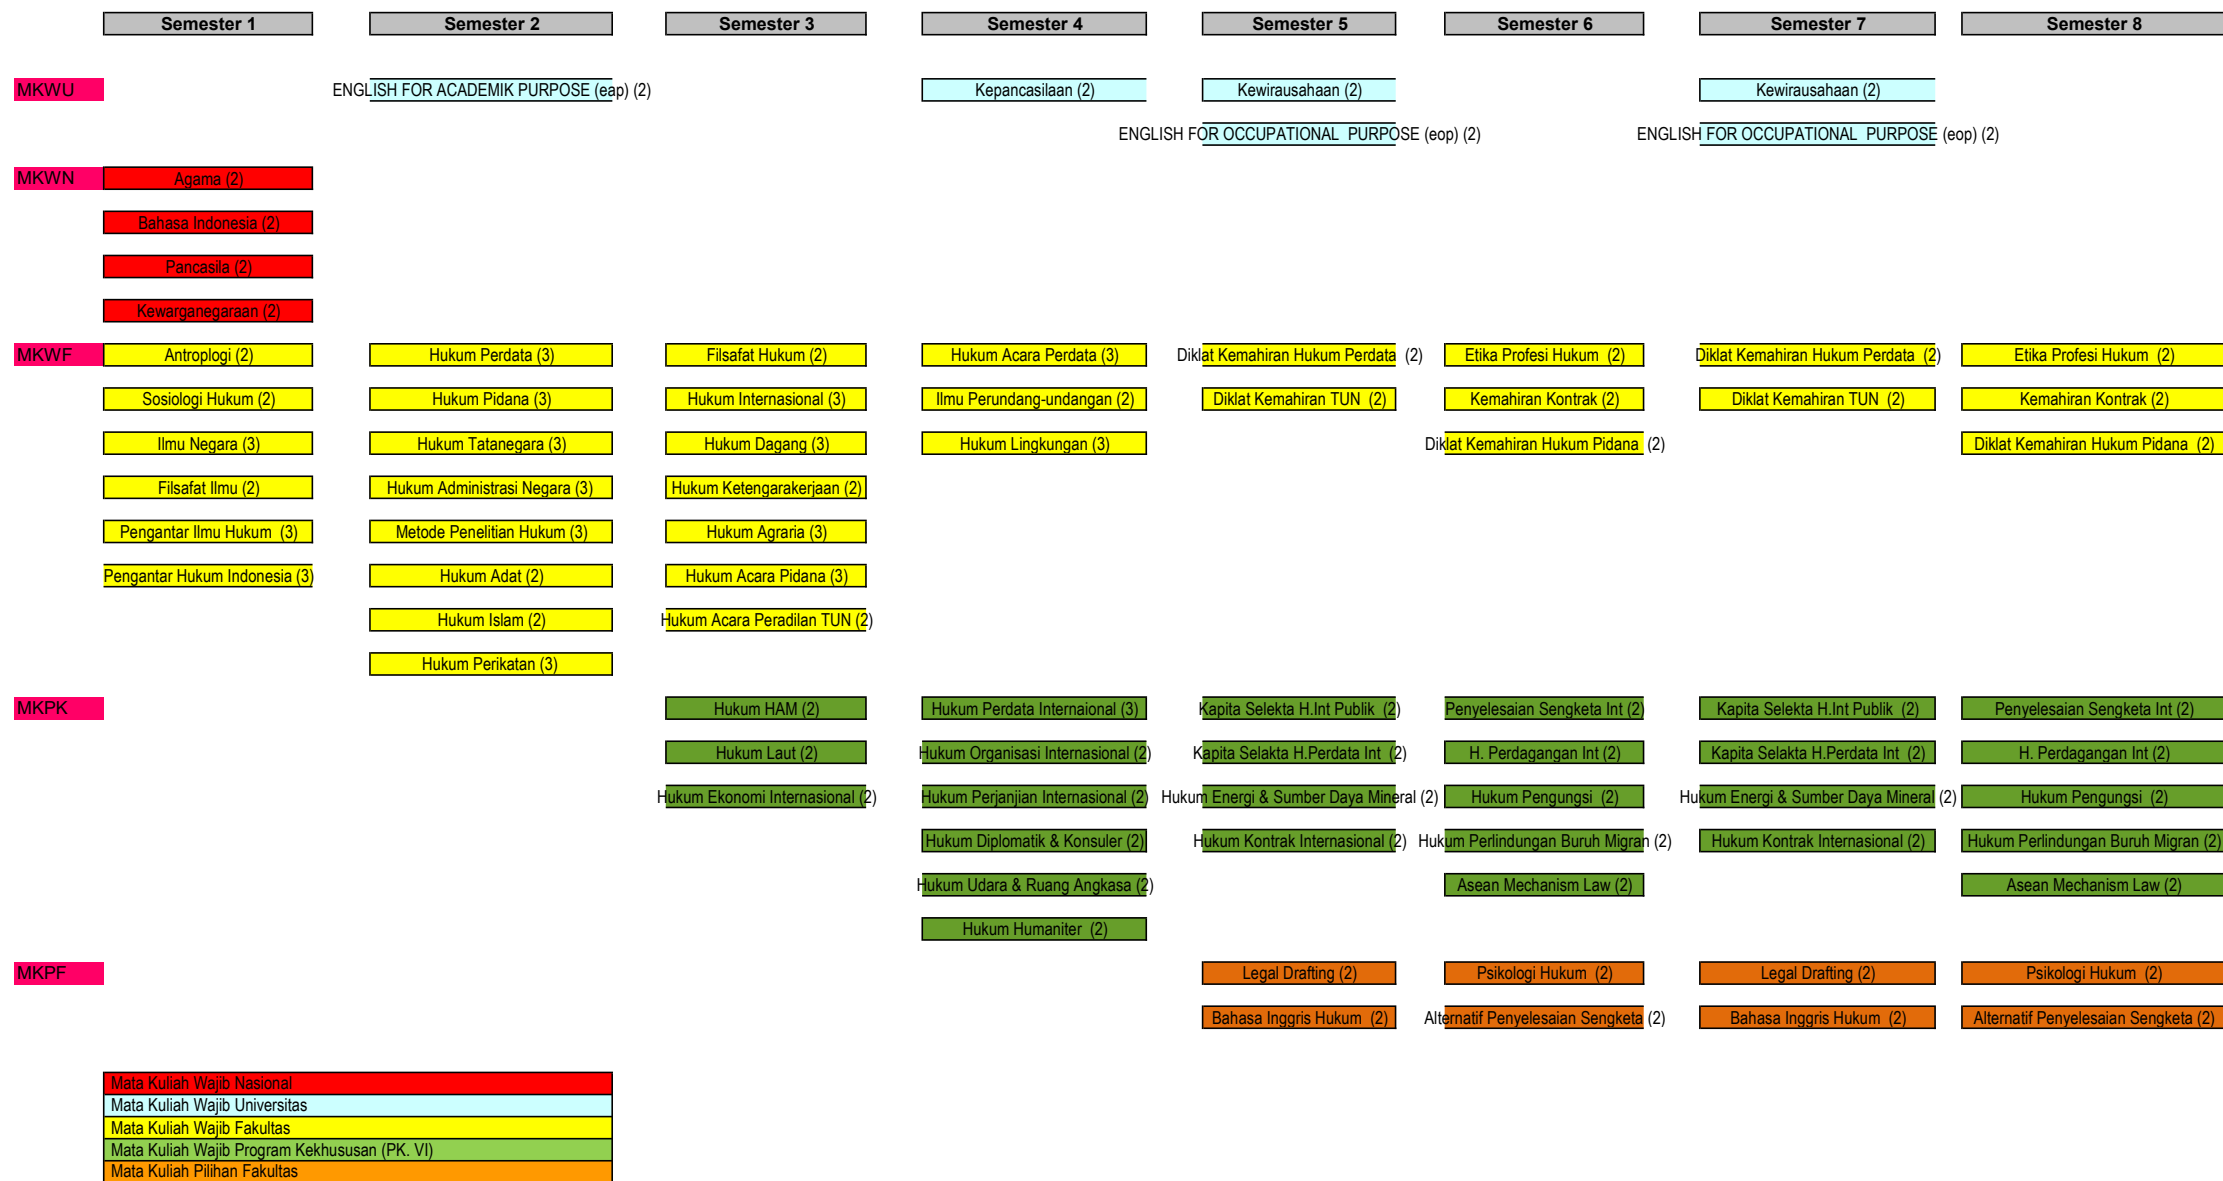 Semester 1 Semester 2 Semester 3 Semester 4 Semester 5 Semester 6 Semester 7 Semester 8
MKWU ENGLISH FOR ACADEMIK PURPOSE (eap) (2) Kepancasilaan (2) Kewirausahaan (2) Kewirausahaan (2)
ENGLISH FOR OCCUPATIONAL PURPOSE (eop) (2) ENGLISH FOR OCCUPATIONAL PURPOSE (eop) (2)
MKWN Agama (2)
Bahasa Indonesia (2)
Pancasila (2)
Kewarganegaraan (2)
MKWF Antroplogi (2) Hukum Perdata (3) Filsafat Hukum (2) Hukum Acara Perdata (3) Diklat Kemahiran Hukum Perdata (2) Etika Profesi Hukum (2) Diklat Kemahiran Hukum Perdata (2) Etika Profesi Hukum (2)
Sosiologi Hukum (2) Hukum Pidana (3) Hukum Internasional (3) Ilmu Perundang-undangan (2) Diklat Kemahiran TUN (2) Kemahiran Kontrak (2) Diklat Kemahiran TUN (2) Kemahiran Kontrak (2)
Ilmu Negara (3) Hukum Tatanegara (3) Hukum Dagang (3) Hukum Lingkungan (3) Diklat Kemahiran Hukum Pidana (2) Diklat Kemahiran Hukum Pidana (2)
Filsafat Ilmu (2) Hukum Administrasi Negara (3) Hukum Ketengarakerjaan (2)
Pengantar Ilmu Hukum (3) Metode Penelitian Hukum (3) Hukum Agraria (3)
Pengantar Hukum Indonesia (3) Hukum Adat (2) Hukum Acara Pidana (3)
Hukum Islam (2) Hukum Acara Peradilan TUN (2)
Hukum Perikatan (3)
MKPK Hukum HAM (2) Hukum Perdata Internaional (3) Kapita Selekta H.Int Publik (2) Penyelesaian Sengketa Int (2) Kapita Selekta H.Int Publik (2) Penyelesaian Sengketa Int (2)
Hukum Laut (2) Hukum Organisasi Internasional (2) Kapita Selakta H.Perdata Int (2) H. Perdagangan Int (2) Kapita Selakta H.Perdata Int (2) H. Perdagangan Int (2)
Hukum Ekonomi Internasional (2) Hukum Perjanjian Internasional (2) Hukum Energi & Sumber Daya Mineral (2) Hukum Pengungsi (2) Hukum Energi & Sumber Daya Mineral (2) Hukum Pengungsi (2)
Hukum Diplomatik & Konsuler (2) Hukum Kontrak Internasional (2) Hukum Perlindungan Buruh Migran (2) Hukum Kontrak Internasional (2) Hukum Perlindungan Buruh Migran (2)
Hukum Udara & Ruang Angkasa (2) Asean Mechanism Law (2) Asean Mechanism Law (2)
Hukum Humaniter (2)
MKPF Legal Drafting (2) Psikologi Hukum (2) Legal Drafting (2) Psikologi Hukum (2)
Bahasa Inggris Hukum (2) Alternatif Penyelesaian Sengketa (2) Bahasa Inggris Hukum (2) Alternatif Penyelesaian Sengketa (2)
Mata Kuliah Wajib Nasional
Mata Kuliah Wajib Universitas
Mata Kuliah Wajib Fakultas
Mata Kuliah Wajib Program Kekhususan (PK. VI)
Mata Kuliah Pilihan Fakultas